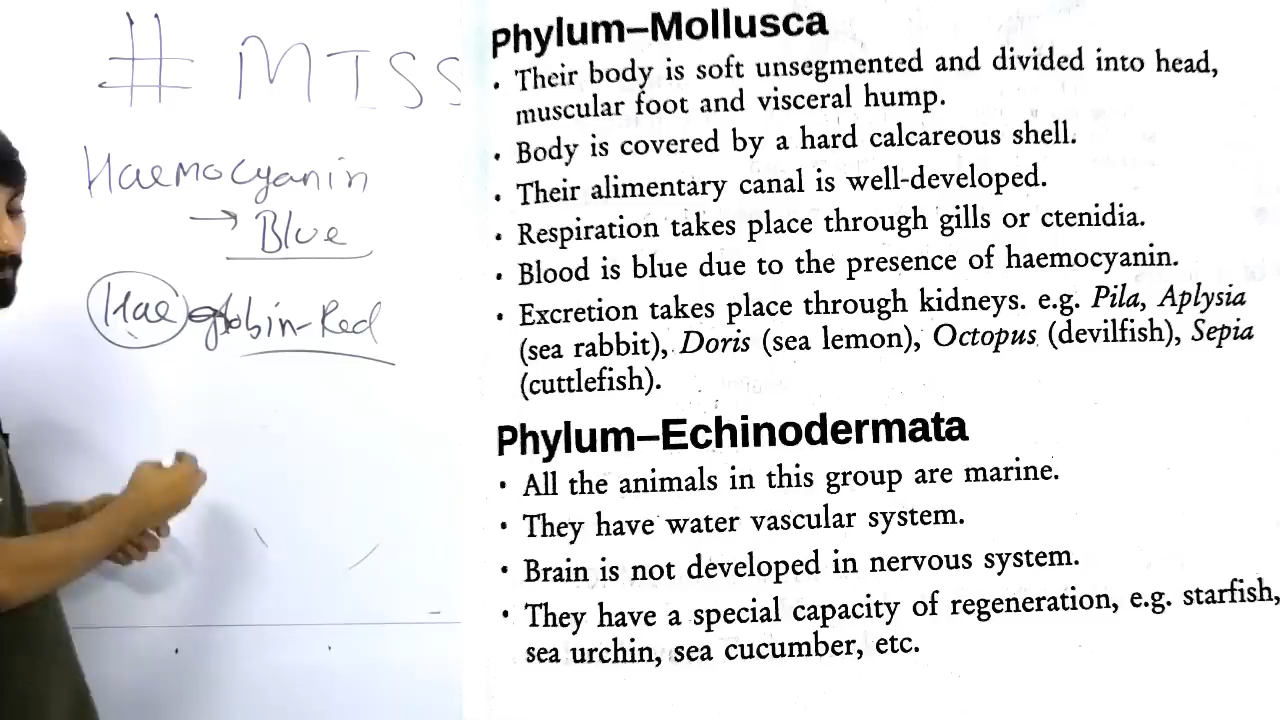 # MISS
Haemocyanin
→ Blue
Haeglobin-Red
Phylum–Mollusca
• Their body is soft unsegmented and divided into head,
muscular foot and visceral hump.
• Body is covered by a hard calcareous shell.
• Their alimentary canal is well-developed.
• Respiration takes place through gills or ctenidia.
• Blood is blue due to the presence of haemocyanin.
• Excretion takes place through kidneys. e.g. Pila, Aplysia
(sea rabbit), Doris (sea lemon), Octopus (devilfish), Sepia
(cuttlefish).
Phylum–Echinodermata
• All the animals in this group are marine.
• They have water vascular system.
• Brain is not developed in nervous system.
• They have a special capacity of regeneration, e.g. starfish,
sea urchin, sea cucumber, etc.